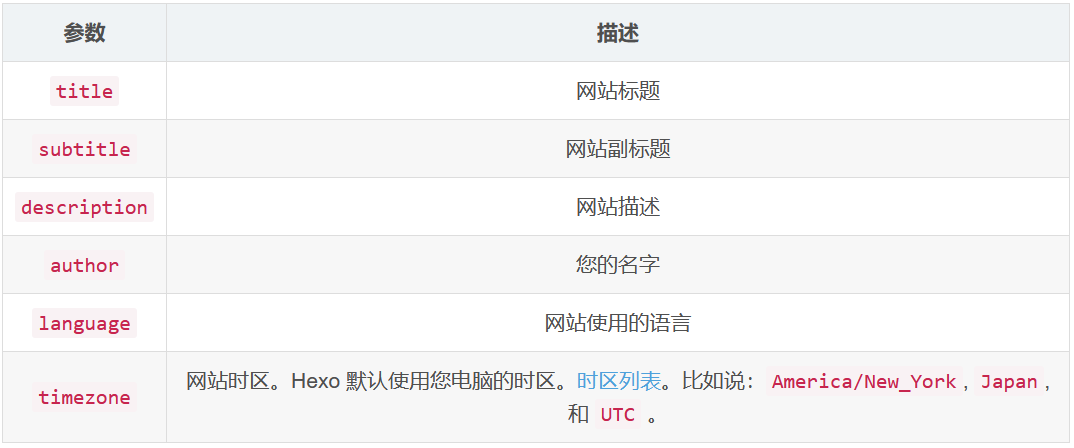 参数 描述
title 网站标题
subtitle 网站副标题
description 网站描述
author 您的名字
language 网站使用的语言
timezone 网站时区。Hexo 默认使用您电脑的时区。时区列表。比如说：America/New_York, Japan,
和 UTC 。